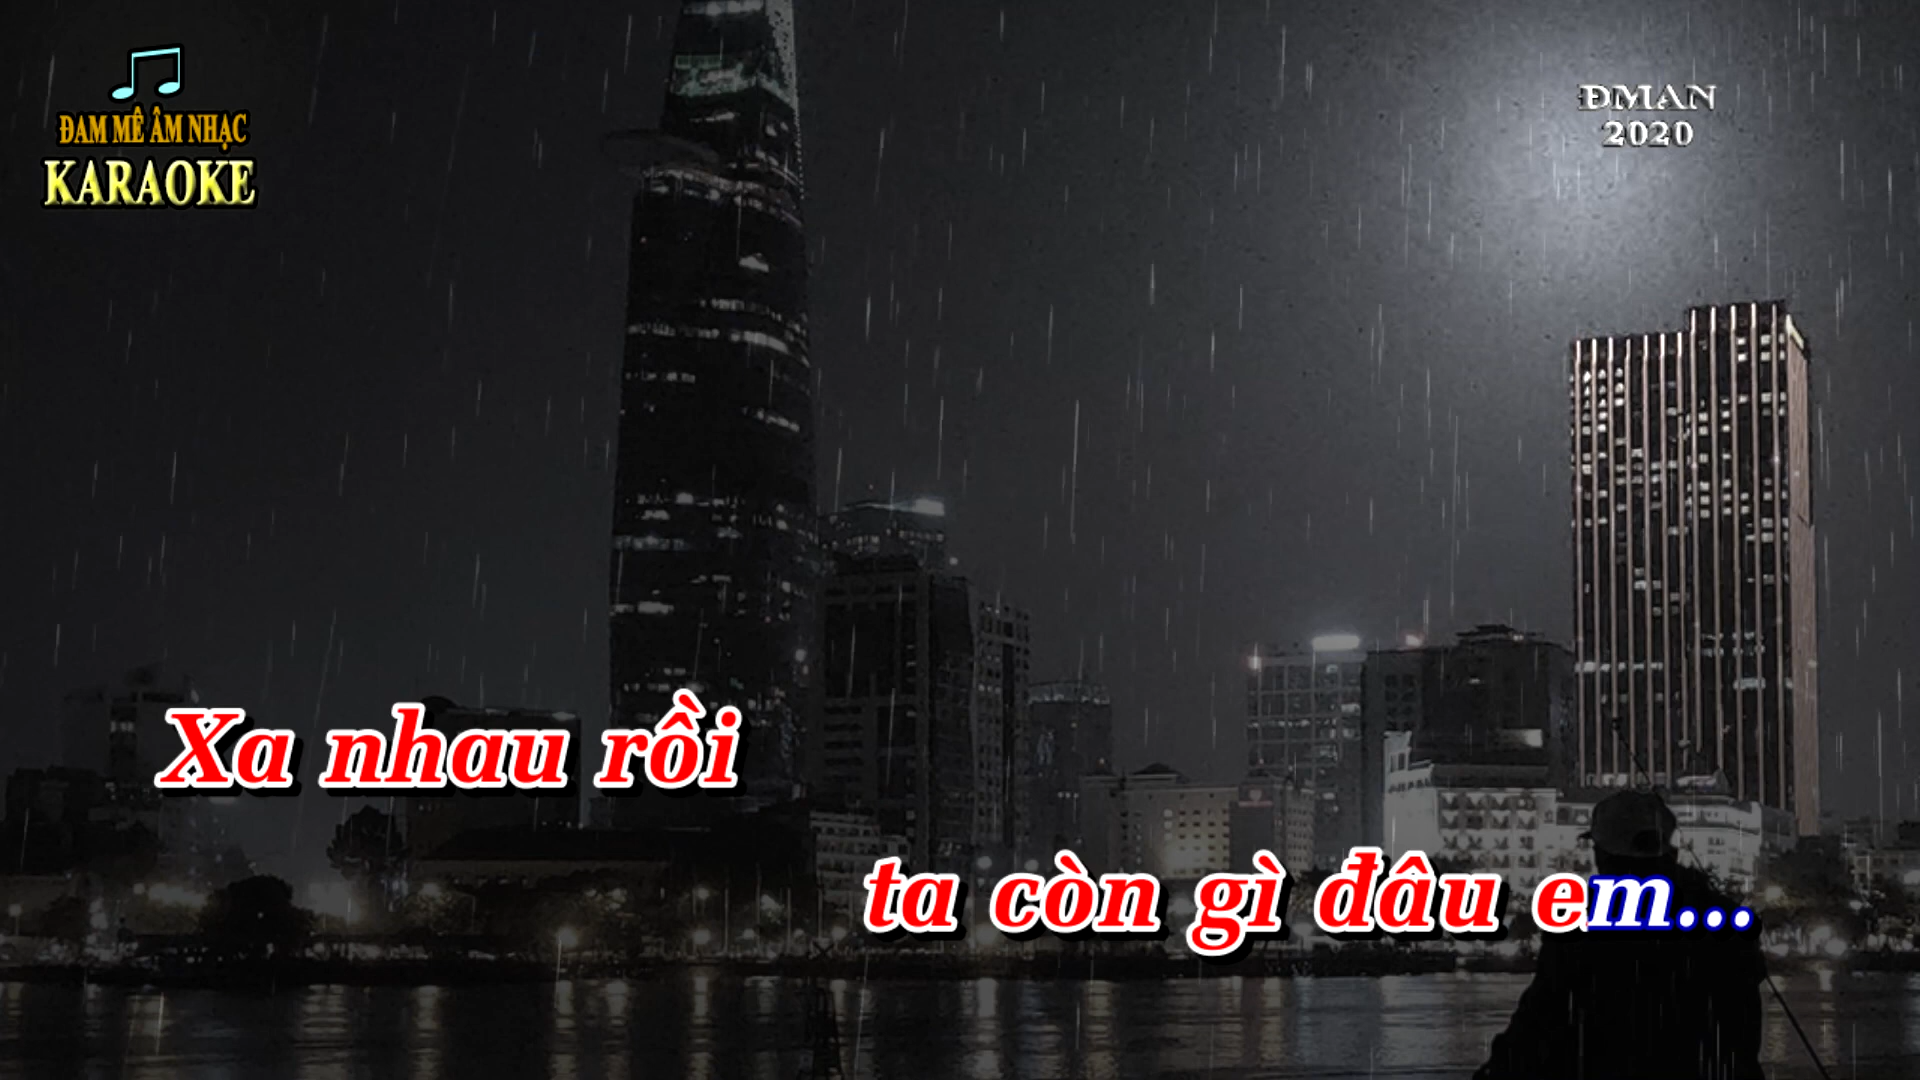 ĐAM MÊ ÂM NHẠC
KARAOKE
ĐMAN
2020
Xa nhau rồi
ta còn gì đâu em...